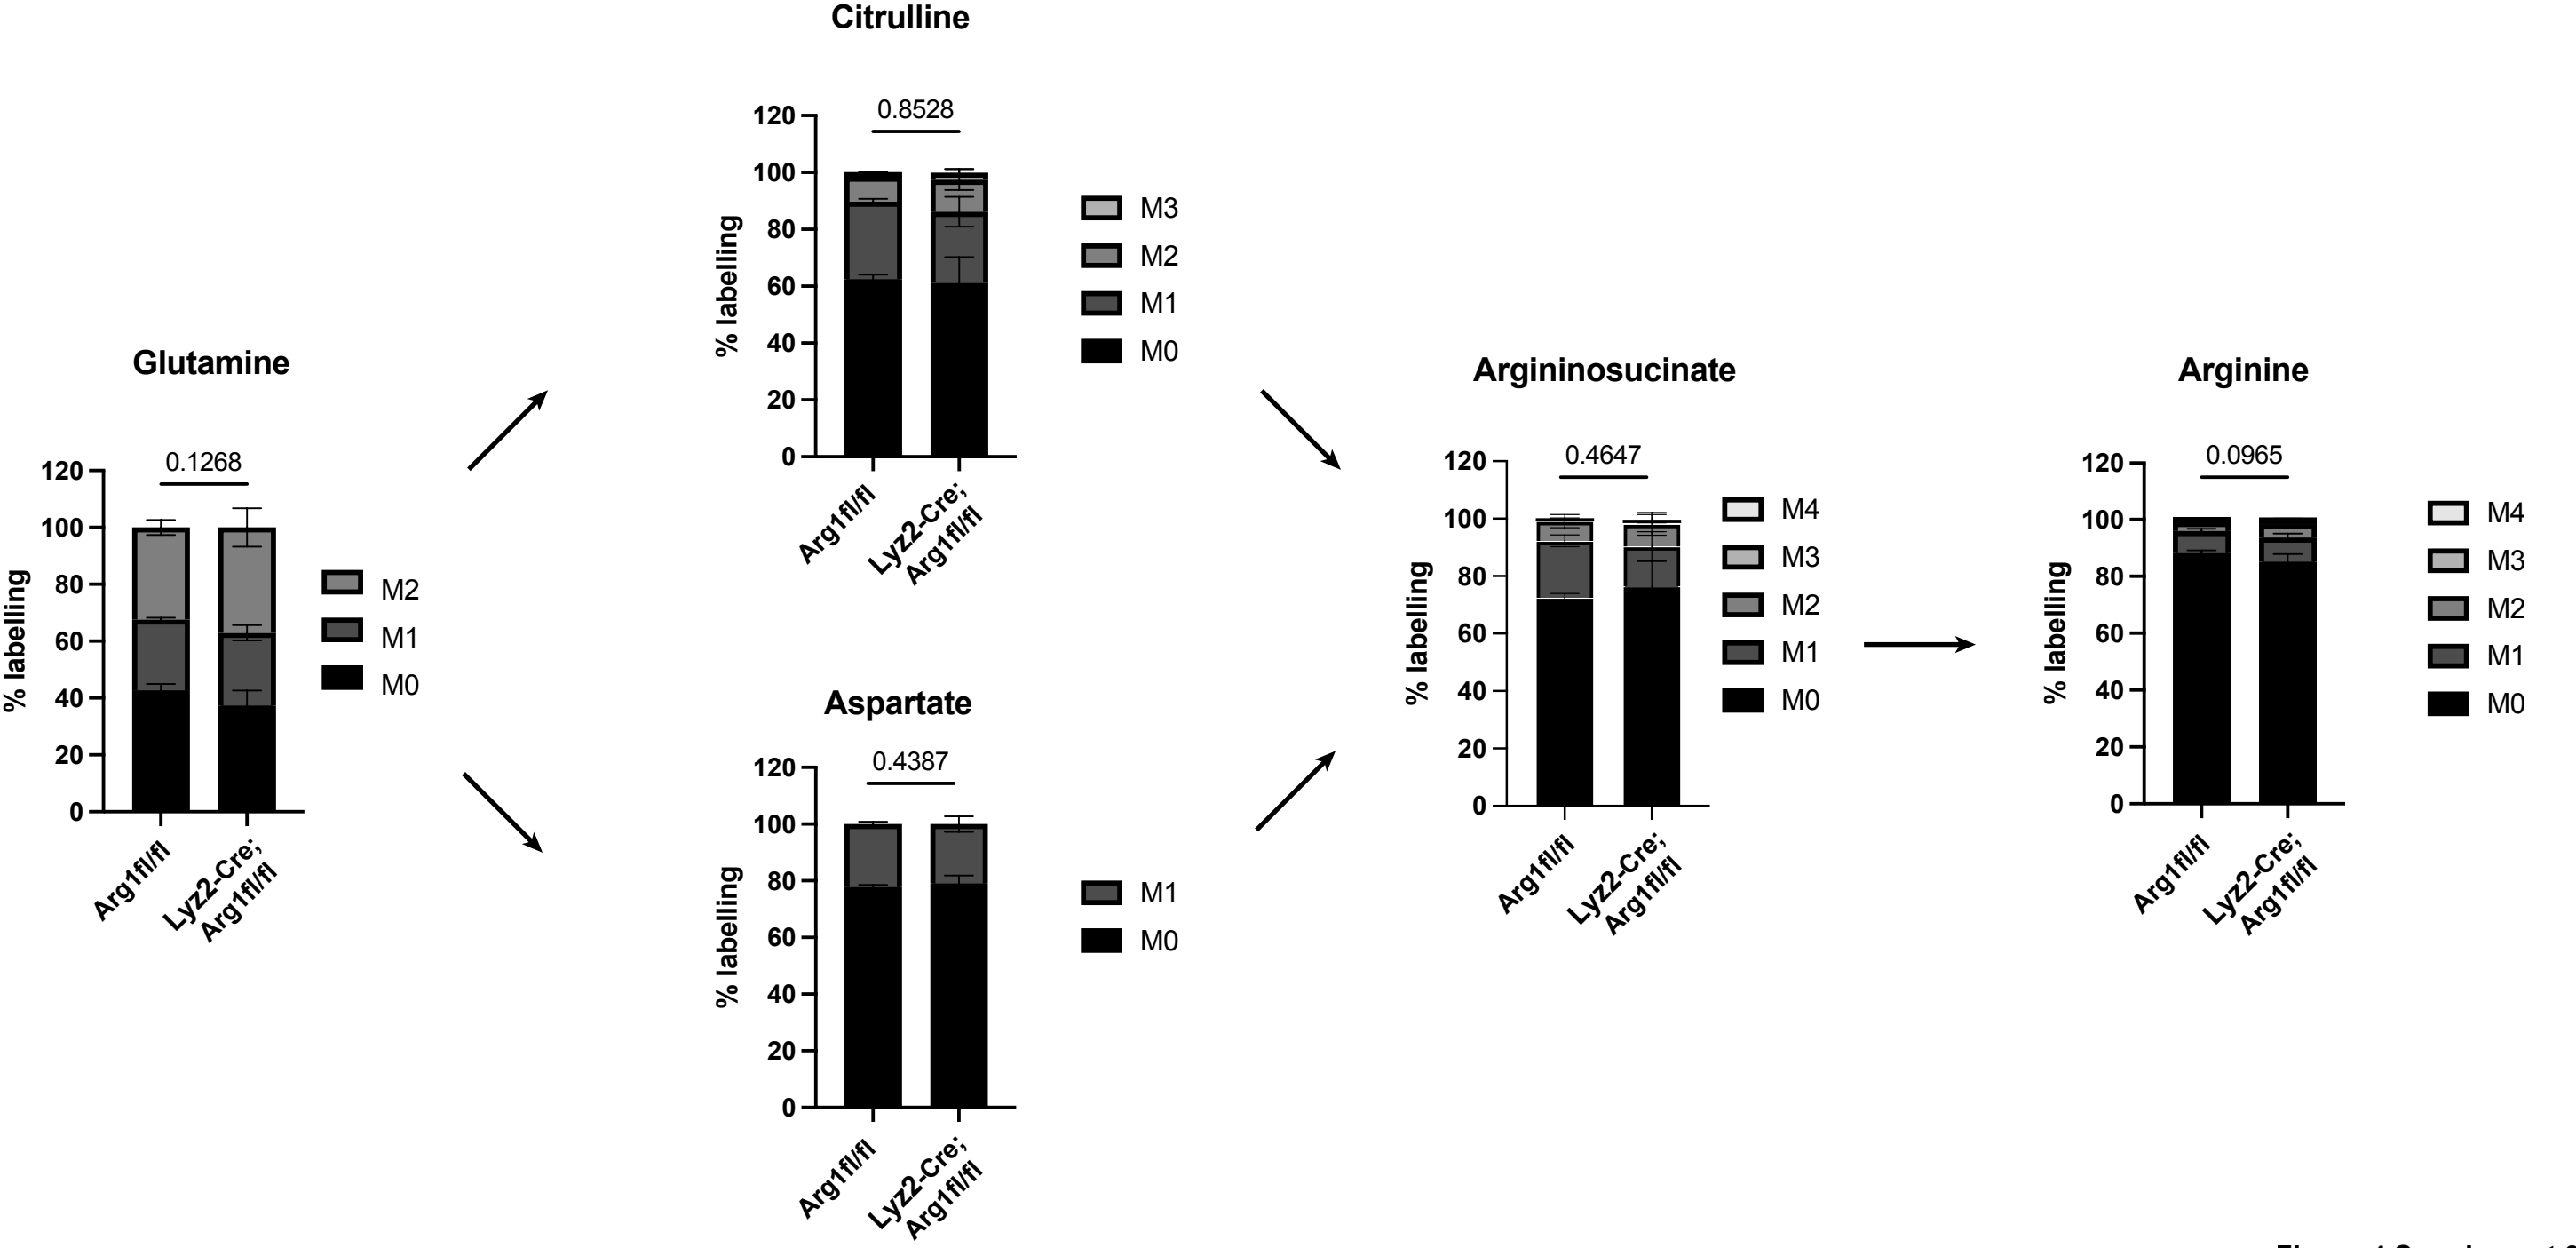 Citrulline
0.8528
120
100
80
60
40
20
0
% labelling
Arg1fl/fl
Lyz2-Cre;
Arg1fl/fl
M3
M2
M1
M0
Glutamine
0.1268
120
100
80
60
40
20
0
% labelling
Arg1fl/fl
Lyz2-Cre;
Arg1fl/fl
M2
M1
M0
Aspartate
0.4387
120
100
80
60
40
20
0
% labelling
Arg1fl/fl
Lyz2-Cre;
Arg1fl/fl
M1
M0
Argininosucinate
0.4647
120
100
80
60
40
20
0
% labelling
Arg1fl/fl
Lyz2-Cre;
Arg1fl/fl
M4
M3
M2
M1
M0
Arginine
0.0965
120
100
80
60
40
20
0
% labelling
Arg1fl/fl
Lyz2-Cre;
Arg1fl/fl
M4
M3
M2
M1
M0